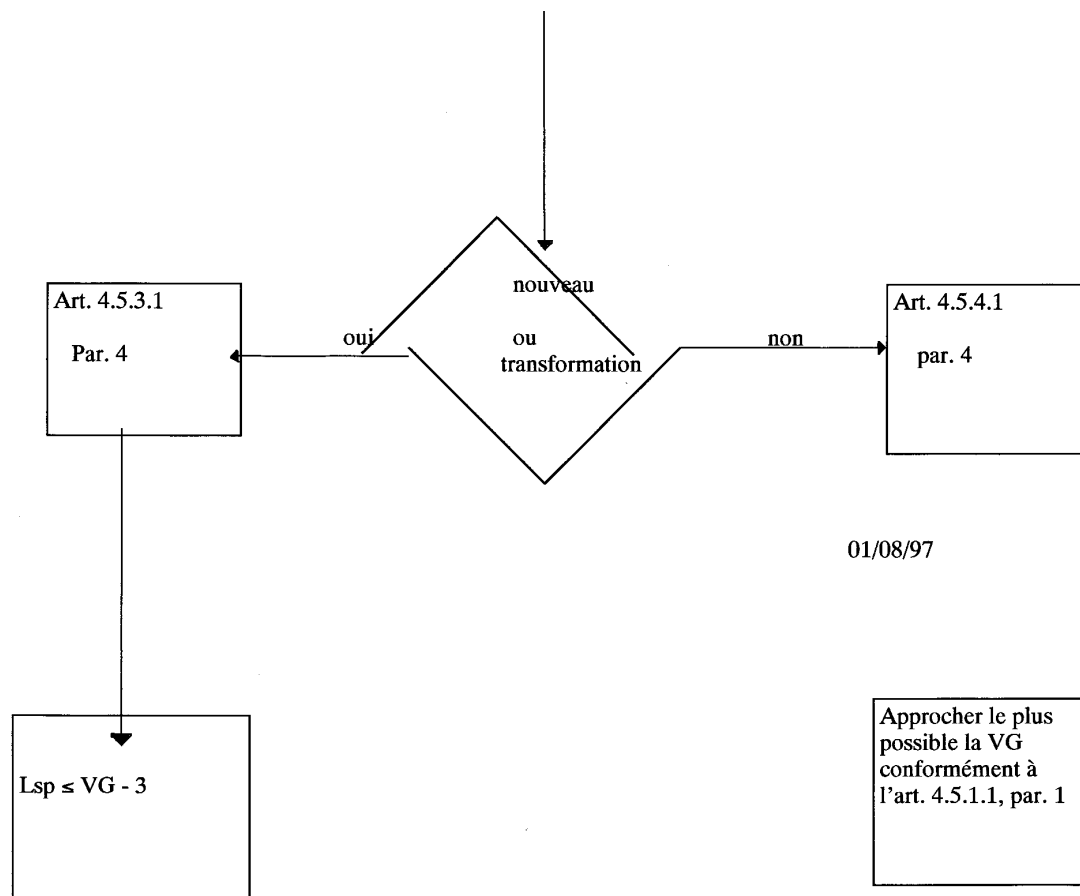 nouveau
Art. 4.5.3.1
Par. 4
oui
ou
transformation
non
Art. 4.5.4.1
par. 4
01/08/97
Lsp ≤ VG - 3
Approcher le plus
possible la VG
conformément à
l'art. 4.5.1.1, par. 1